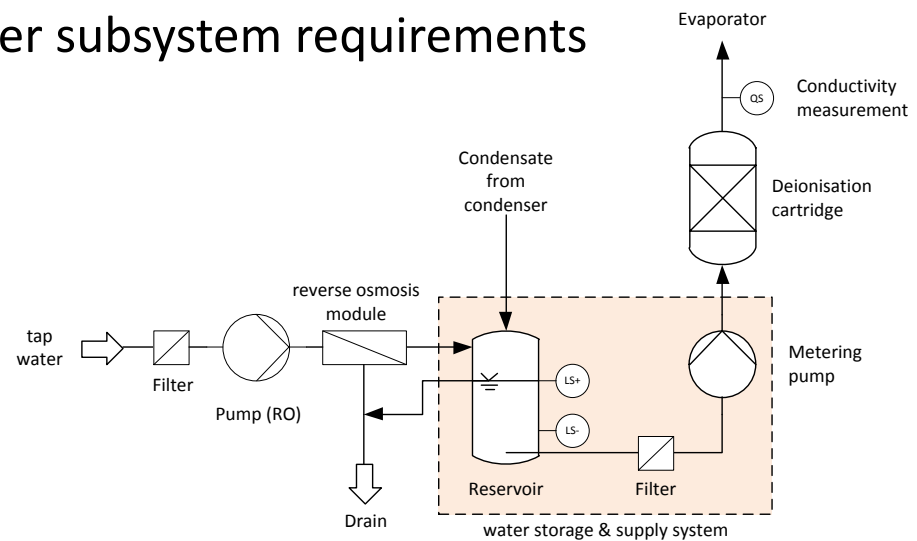 er subsystem requirements
Evaporator
QS
Conductivity
measurement
Condensate
from
condenser
Deionisation
cartridge
reverse osmosis
module
tap
water
Filter
Pump (RO)
LS+
LS-
Metering
pump
Reservoir
Filter
Drain
water storage & supply system